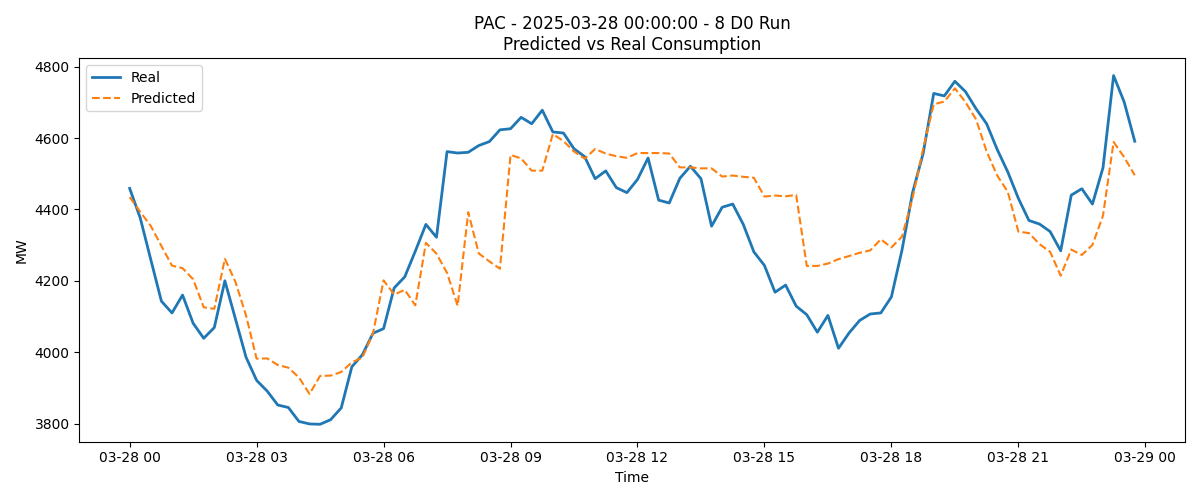 PAC - 2025-03-28 00:00:00 - 8 D0 Run
Predicted vs Real Consumption
Real
Predicted
MW
4800
4600
4400
4200
4000
3800
03-28 00
03-28 03
03-28 06
03-28 09
03-28 12
03-28 15
03-28 18
03-28 21
03-29 00
Time